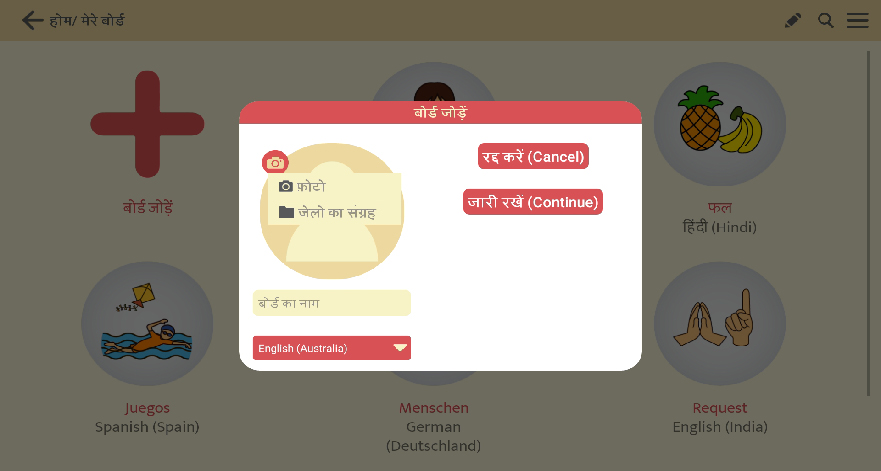 होम/ मेरे बोर्ड
बोर्ड जोड़ें
फ़ोटो
जेलो का संग्रह
बोर्ड का नाग
English (Australia)
रद्द करें (Cancel)
जारी रखें (Continue)
बोर्ड जोड़ें
फल
हिंदी (Hindi)
Juegos
Spanish (Spain)
Menschen
German
(Deutschland)
Request
English (India)